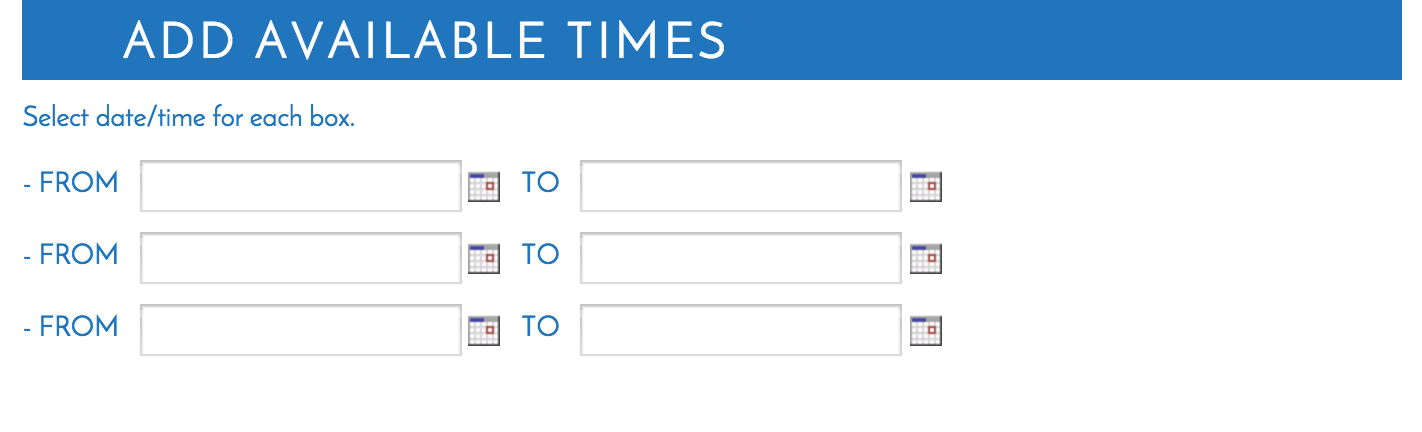 ADD AVAILABLE TIMES
Select date/time for each box.
- FROM TO
- FROM TO
- FROM TO